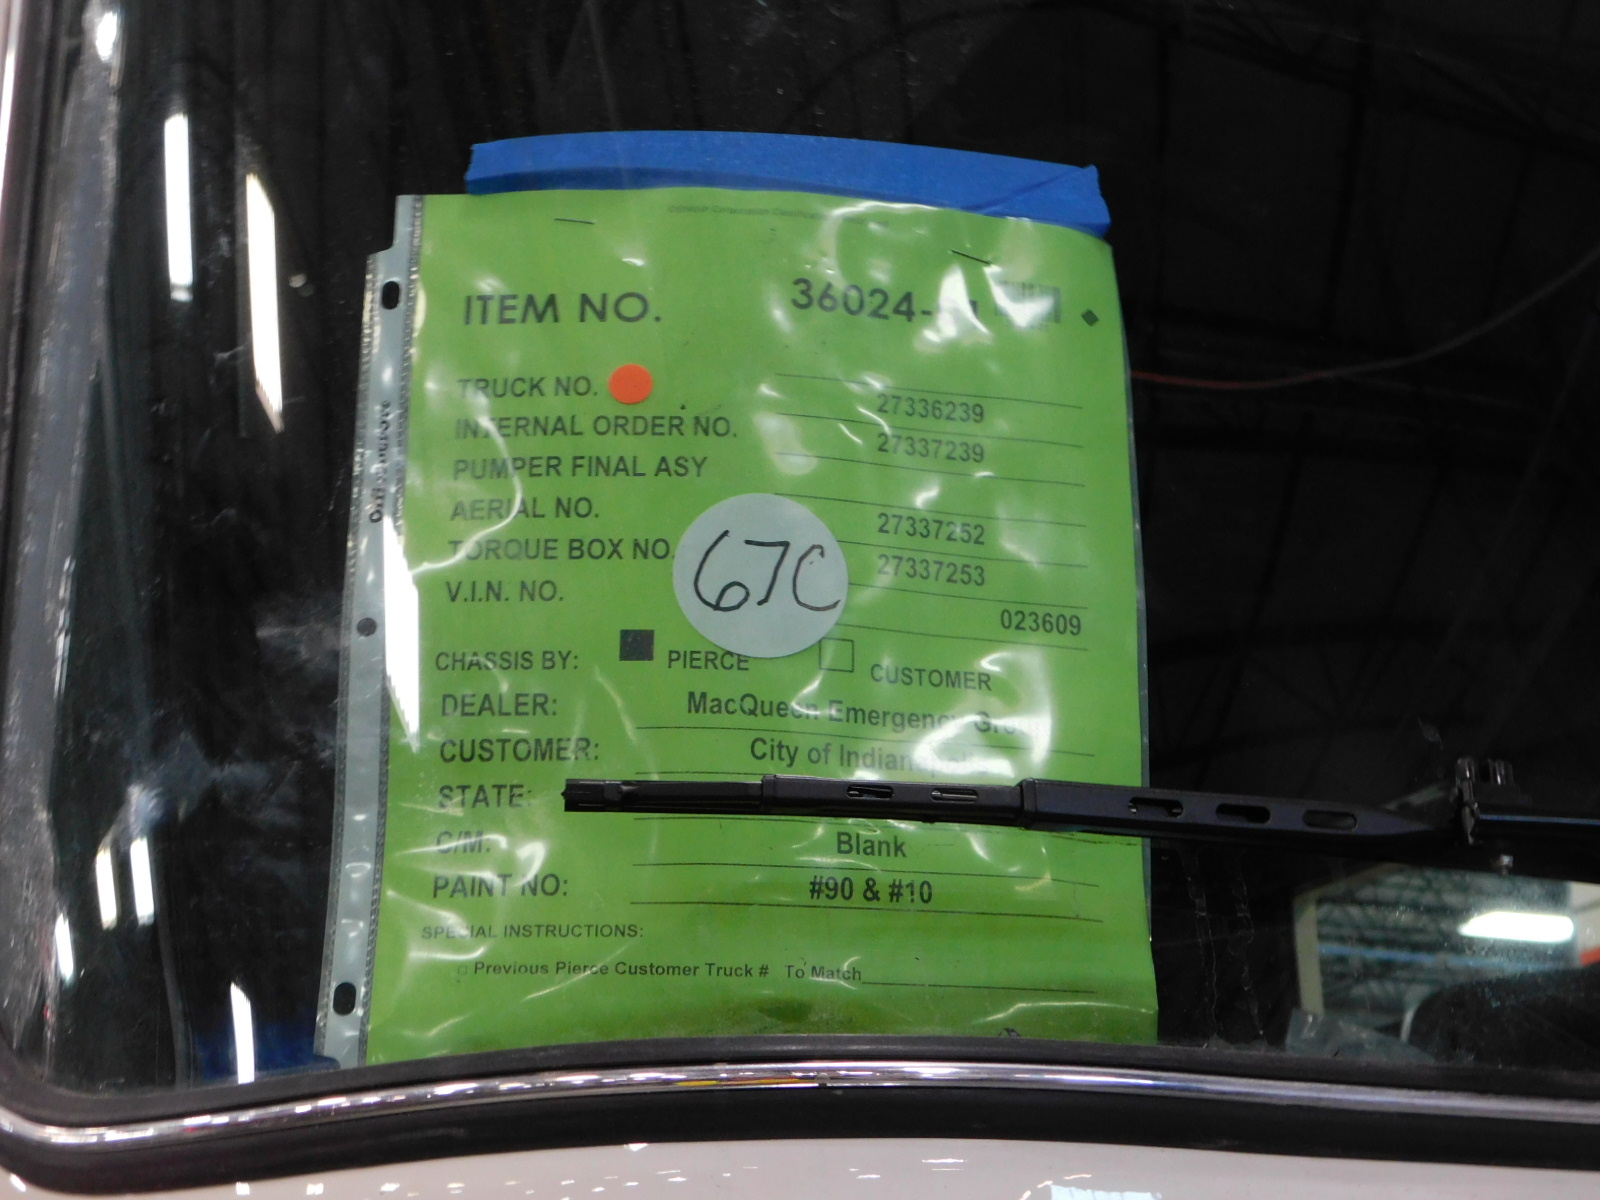 ITEM NO. 36024-
TRUCK NO. 27336239
INTERNAL ORDER NO. 27337239
PUMPER FINAL ASY
AERIAL NO. 27337252
TORQUE BOX NO. 27337253
67C
V.I.N. NO. 023609
CHASSIS BY: PIERCE CUSTOMER
DEALER: MacQueen Emergency Group
CUSTOMER: City of Indianapolis
STATE:
C/M: Blank
PAINT NO: #90 & #10
SPECIAL INSTRUCTIONS:
Previous Pierce Customer Truck # To Match